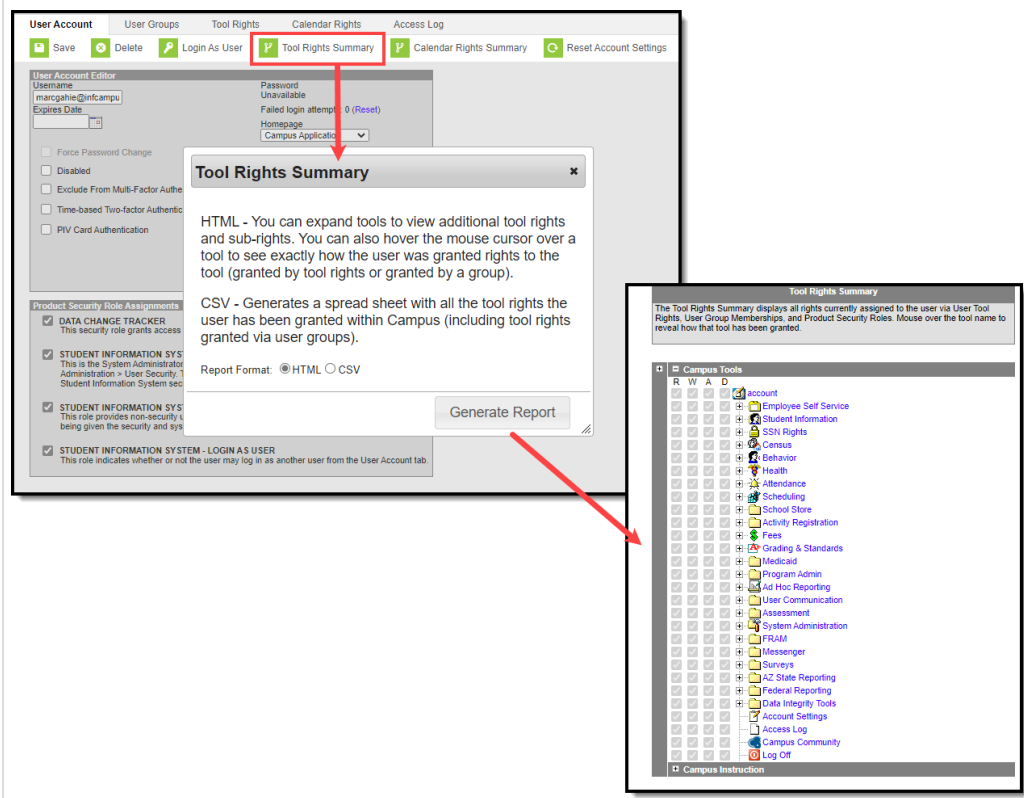 User Account User Groups Tool Rights Calendar Rights Access Log
Save Delete Login As User Tool Rights Summary Calendar Rights Summary Reset Account Settings
User Account Editor
Username
marcgahie@infcampu
Expires Date
Password
Unavailable
Failed login attempt 0 (Reset)
Homepage
Campus Applicatio
Force Password Change
Disabled
Exclude From Multi-Factor Authe
Time-based Two-factor Authentic
PIV Card Authentication
Tool Rights Summary
HTML - You can expand tools to view additional tool rights
and sub-rights. You can also hover the mouse cursor over a
tool to see exactly how the user was granted rights to the
tool (granted by tool rights or granted by a group).
CSV - Generates a spread sheet with all the tool rights the
user has been granted within Campus (including tool rights
granted via user groups).
Report Format: HTML CSV
Generate Report
Product Security Role Assignments
DATA CHANGE TRACKER
This security role grants access
STUDENT INFORMATION SYST
This is the System Administrator
Administration > User Security. T
Student Information System sec
STUDENT INFORMATION SYST
This role provides non-security u
being given the security and sys
STUDENT INFORMATION SYSTEM - LOGIN AS USER
This role indicates whether or not the user may log in as another user from the User Account tab.
Tool Rights Summary
The Tool Rights Summary displays all rights currently assigned to the user via User Tool
Rights, User Group Memberships, and Product Security Roles. Mouse over the tool name to
reveal how that tool has been granted.
Campus Tools
R W A D
account
Employee Self Service
Student Information
SSN Rights
Census
Behavior
Health
Attendance
Scheduling
School Store
Activity Registration
Fees
Grading & Standards
Medicaid
Program Admin
Ad Hoc Reporting
User Communication
Assessment
System Administration
FRAM
Messenger
Surveys
AZ State Reporting
Federal Reporting
Data Integrity Tools
Account Settings
Access Log
Campus Community
Log Off
Campus Instruction